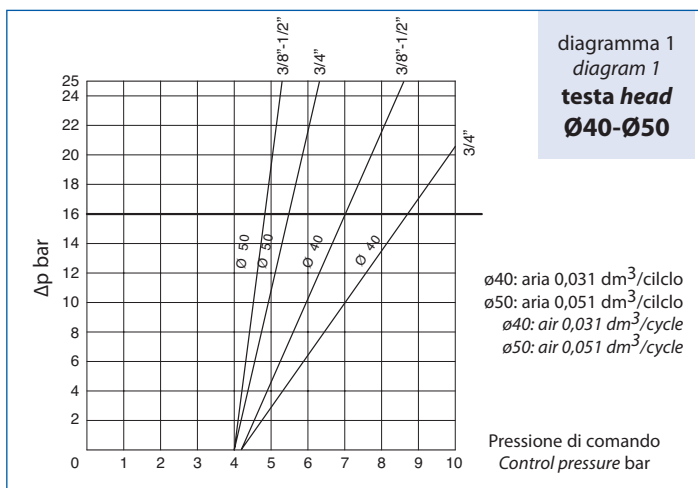 3/8”-1/2”
3/4”
3/8”-1/2”
3/4”
diagramma 1
diagram 1
testa head
Ø40-Ø50
25
24
22
20
18
16
14
12
10
8
6
4
2
Δp bar
Ø 50
Ø 50
Ø 40
Ø 40
ø40: aria 0,031 dm³/cilclo
ø50: aria 0,051 dm³/cilclo
ø40: air 0,031 dm³/cycle
ø50: air 0,051 dm³/cycle
0 1 2 3 4 5 6 7 8 9 10
Pressione di comando
Control pressure bar